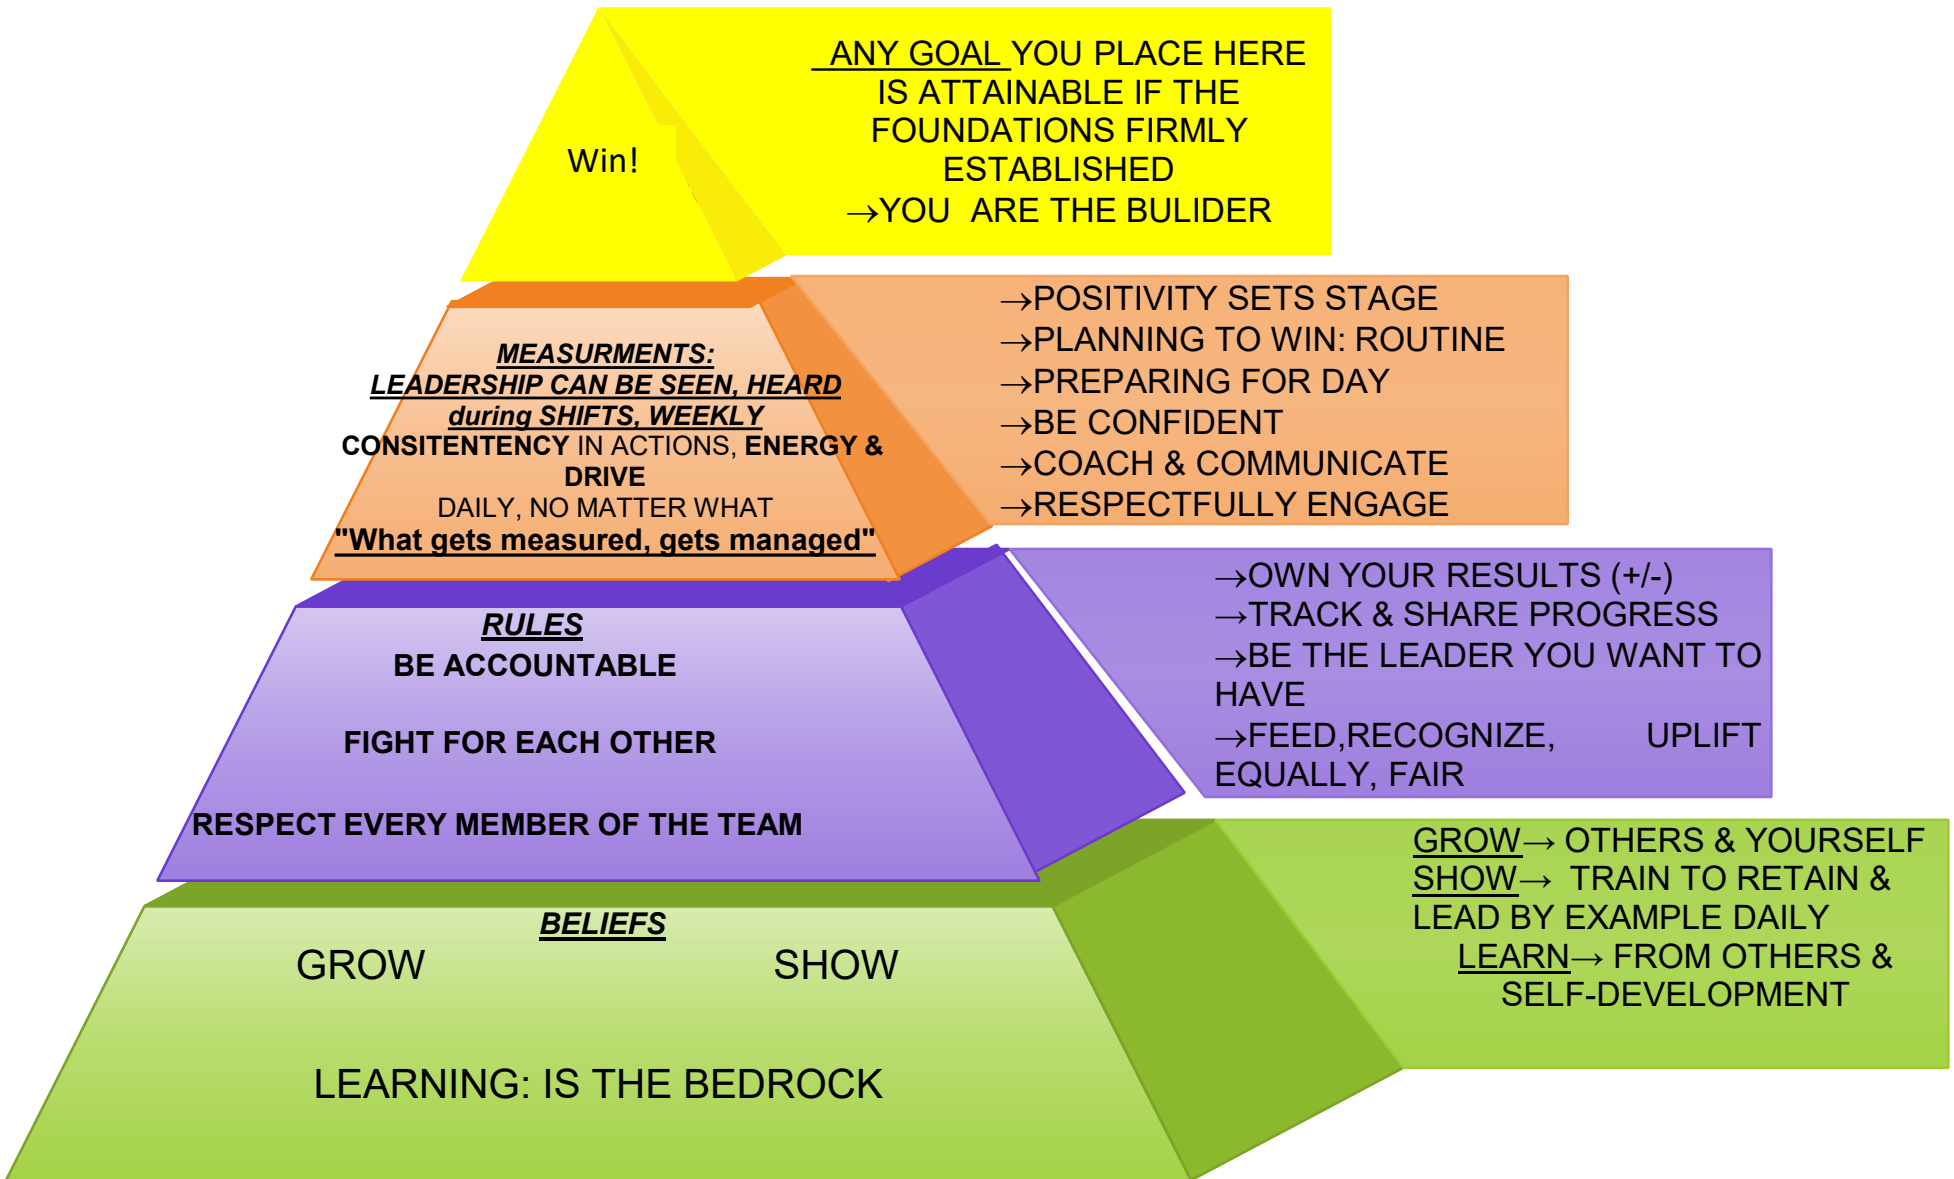 Win!
ANY GOAL YOU PLACE HERE
IS ATTAINABLE IF THE
FOUNDATIONS FIRMLY
ESTABLISHED
→YOU ARE THE BULIDER
MEASURMENTS:
LEADERSHIP CAN BE SEEN, HEARD
during SHIFTS, WEEKLY
CONSITENTENCY IN ACTIONS, ENERGY &
DRIVE
DAILY, NO MATTER WHAT
"What gets measured, gets managed"
→POSITIVITY SETS STAGE
→PLANNING TO WIN: ROUTINE
→PREPARING FOR DAY
→BE CONFIDENT
→COACH & COMMUNICATE
→RESPECTFULLY ENGAGE
RULES
BE ACCOUNTABLE
FIGHT FOR EACH OTHER
RESPECT EVERY MEMBER OF THE TEAM
→OWN YOUR RESULTS (+/-)
→TRACK & SHARE PROGRESS
→BE THE LEADER YOU WANT TO
HAVE
→FEED,RECOGNIZE, UPLIFT
EQUALLY, FAIR
BELIEFS
GROW SHOW
LEARNING: IS THE BEDROCK
GROW→ OTHERS & YOURSELF
SHOW→ TRAIN TO RETAIN &
LEAD BY EXAMPLE DAILY
LEARN→ FROM OTHERS &
SELF-DEVELOPMENT